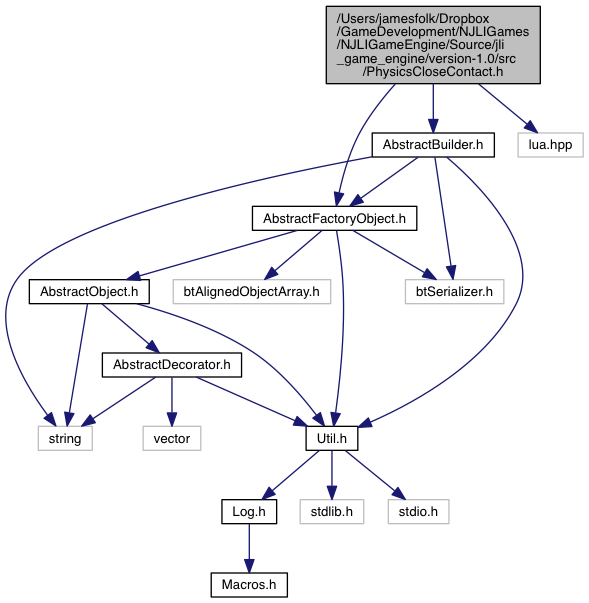 /Users/jamesfolk/Dropbox
/GameDevelopment/NJLIGames
/NJLIGameEngine/Source/jli
_game_engine/version-1.0/src
/PhysicsCloseContact.h
AbstractBuilder.h
lua.hpp
AbstractFactoryObject.h
AbstractObject.h
btAlignedObjectArray.h
btSerializer.h
AbstractDecorator.h
string
vector
Util.h
Log.h
stdlib.h
stdio.h
Macros.h